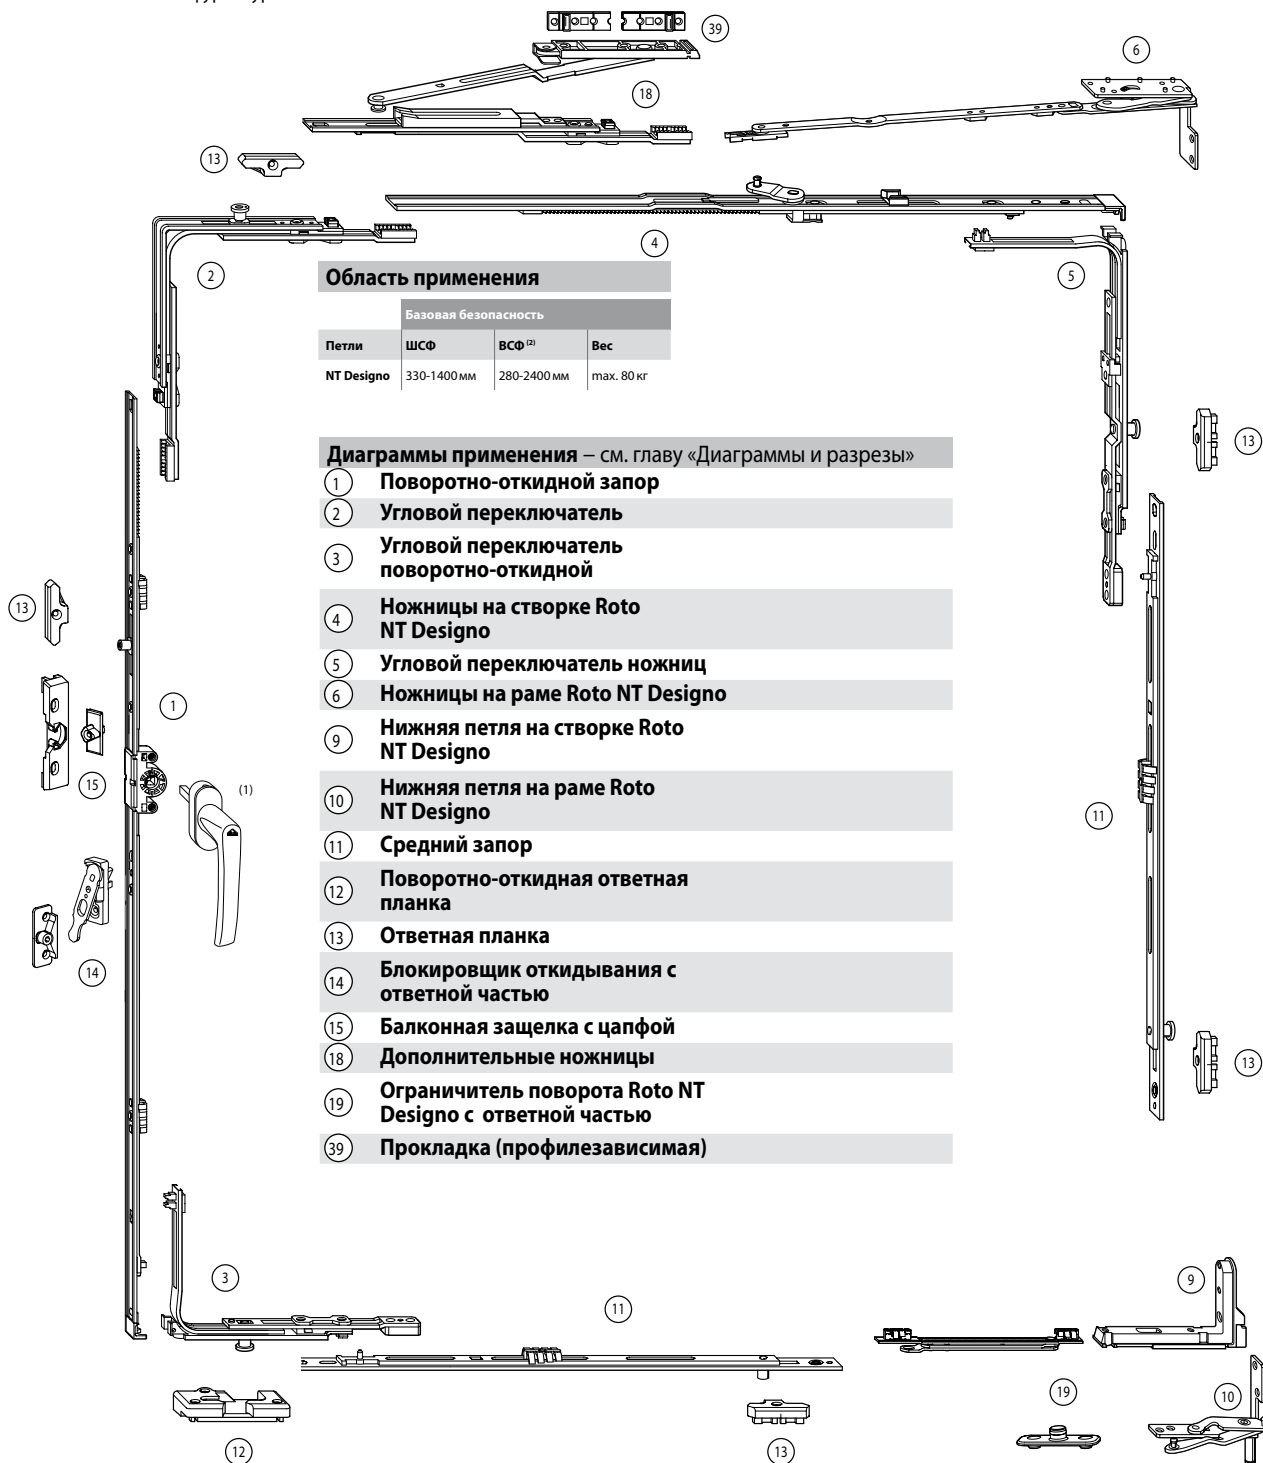 39
6
18
13
4
2
5
Область применения
Базовая безопасность
Петли ШСФ ВСФ (2) Вес
NT Designo 330-1400 мм 280-2400 мм max. 80 кг
13
Диаграммы применения – см. главу «Диаграммы и разрезы»
1 Поворотно-откидной запор
2 Угловой переключатель
3 Угловой переключатель
поворотно-откидной
4 Ножницы на створке Roto
NT Designo
5 Угловой переключатель ножниц
6 Ножницы на раме Roto NT Designo
9 Нижняя петля на створке Roto
NT Designo
10 Нижняя петля на раме Roto
NT Designo
11 Средний запор
12 Поворотно-откидная ответная
планка
13 Ответная планка
14 Блокировщик откидывания с
ответной частью
15 Балконная защелка с цапфой
18 Дополнительные ножницы
19 Ограничитель поворота Roto NT
Designo с ответной частью
39 Прокладка (профилезависимая)
13
1
15
(1)
11
14
13
3
11
9
19
10
12
13